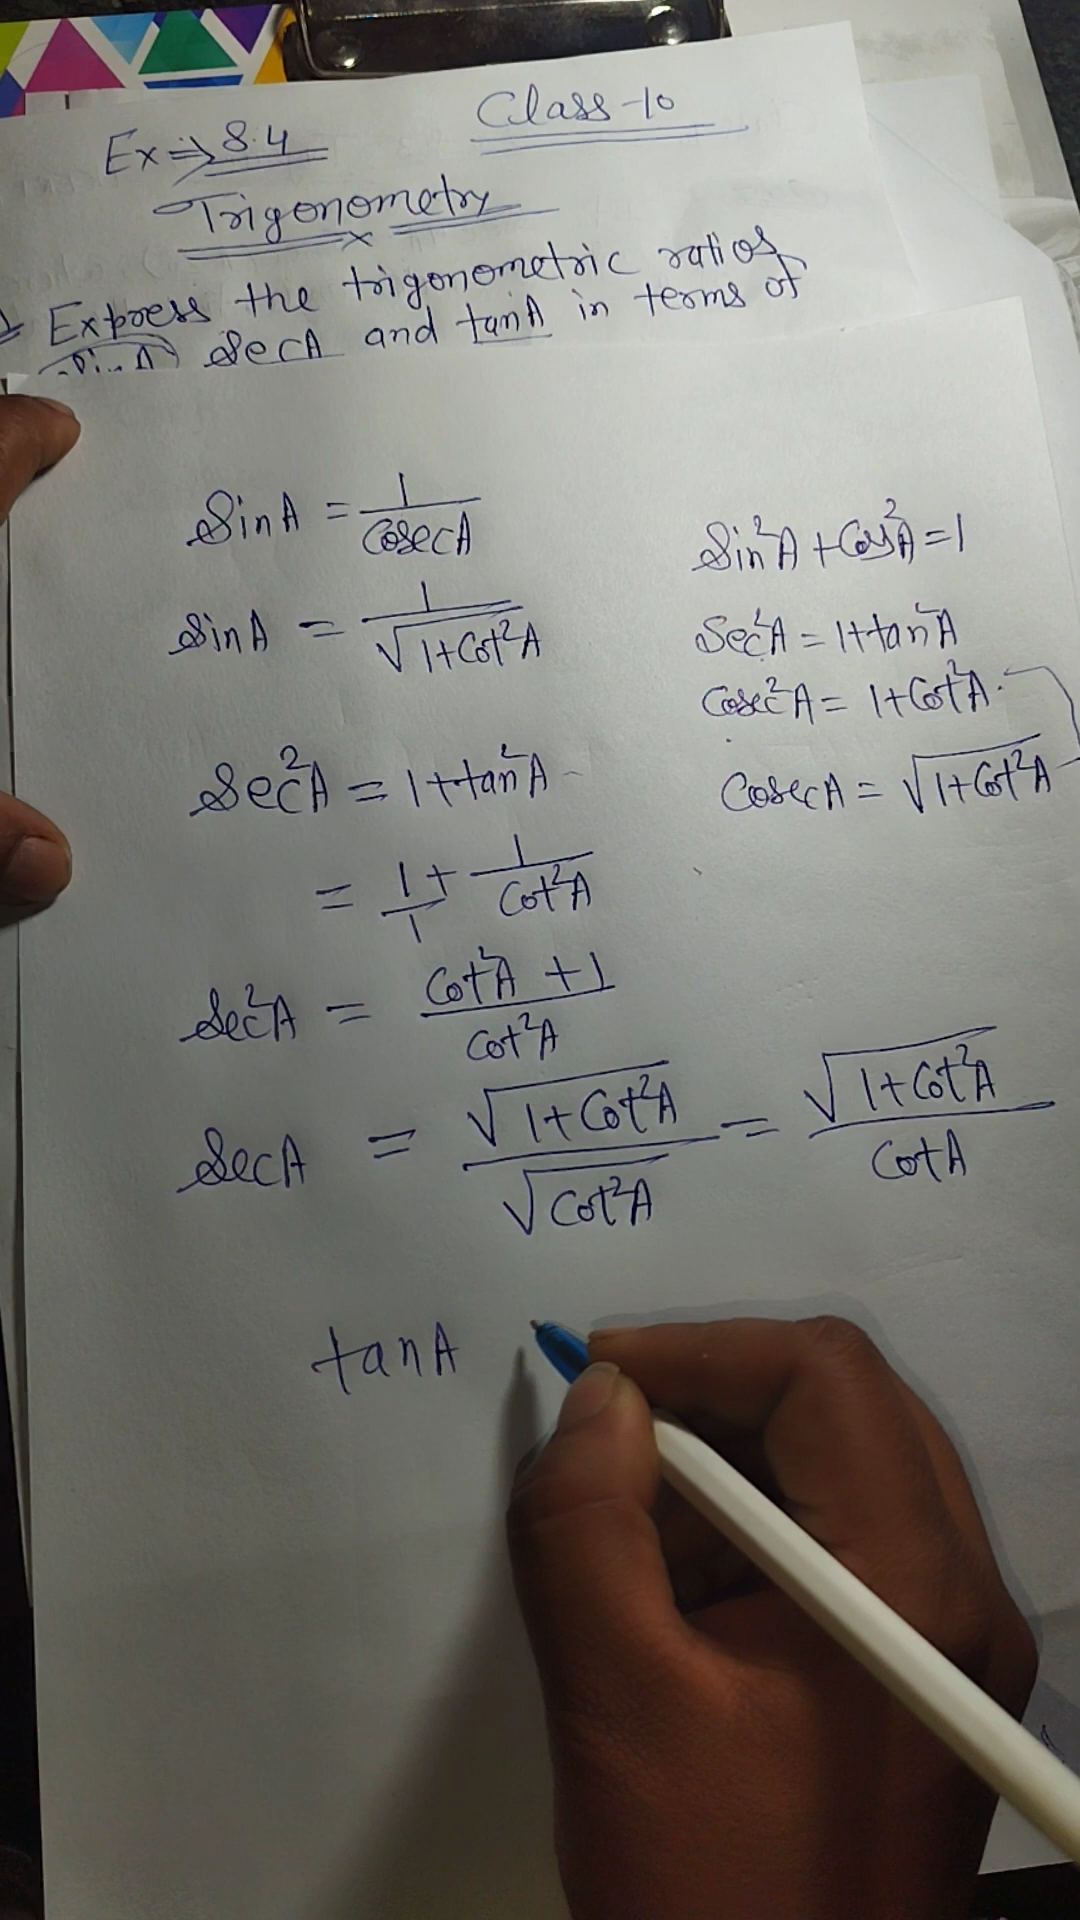 Ex ⇒ 8.4
Class-10
Trigonometry
Express the trigonometric ratios,
SinA SecA and tanA in terms of
SinA = 1/CosecA
SinA = 1/√(1+Cot²A)
Sin²A + Cos²A = 1
Sec²A = 1+tan²A
Cosec²A = 1+Cot²A.
CosecA = √(1+Cot²A)
Sec²A = 1+tan²A
= 1/1 + 1/Cot²A
Sec²A = (Cot²A + 1)/Cot²A
SecA = √(1+Cot²A)/√(Cot²A) = √(1+Cot²A)/CotA
tanA